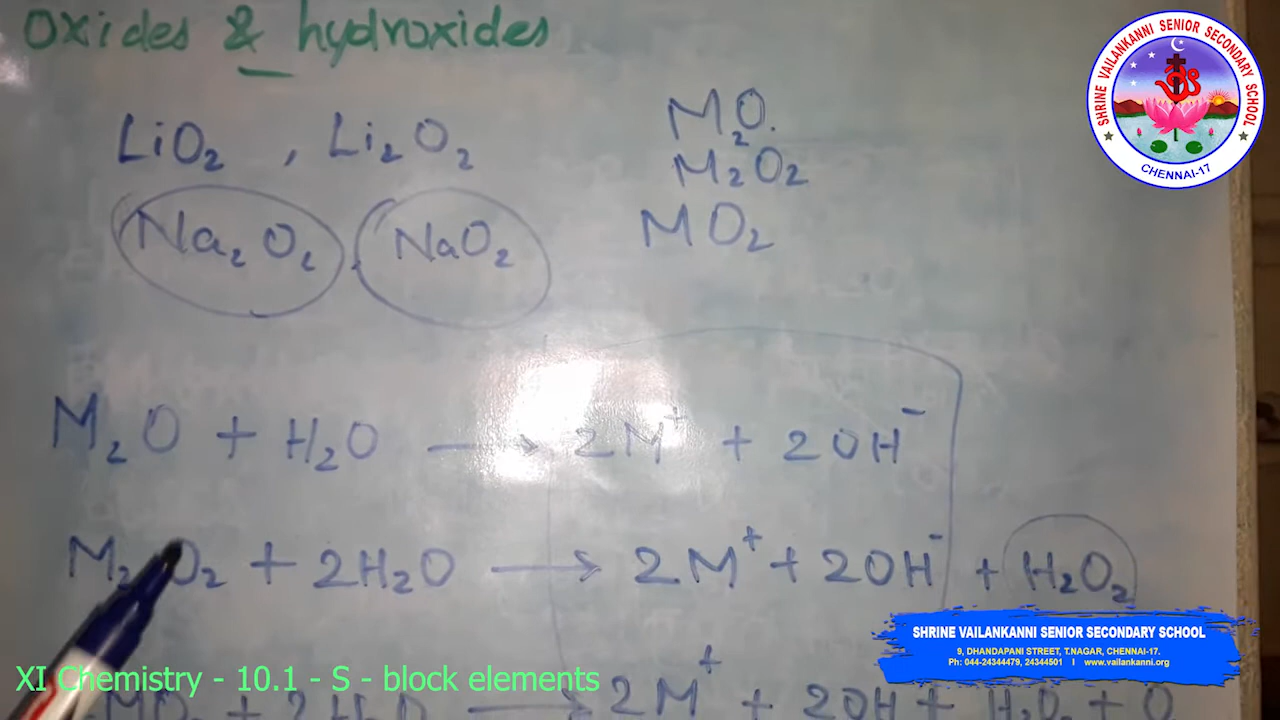 Oxides & hydroxides
LiO₂ , Li₂O₂
Na₂O₂ , NaO₂
M₂O.
M₂O₂
MO₂
M₂O + H₂O → 2M⁺ + 2OH⁻
M₂O₂ + 2H₂O → 2M⁺ + 2OH⁻ + H₂O₂
2M⁺ + 2OH + H₂O₂ + O
SHRINE VAILANKANNI SENIOR SECONDARY SCHOOL
CHENNAI-17
SHRINE VAILANKANNI SENIOR SECONDARY SCHOOL
9, DHANDAPANI STREET, T.NAGAR, CHENNAI-17.
Ph: 044-24344479, 24344501 I www.vailankanni.org
XI Chemistry - 10.1 - S - block elements